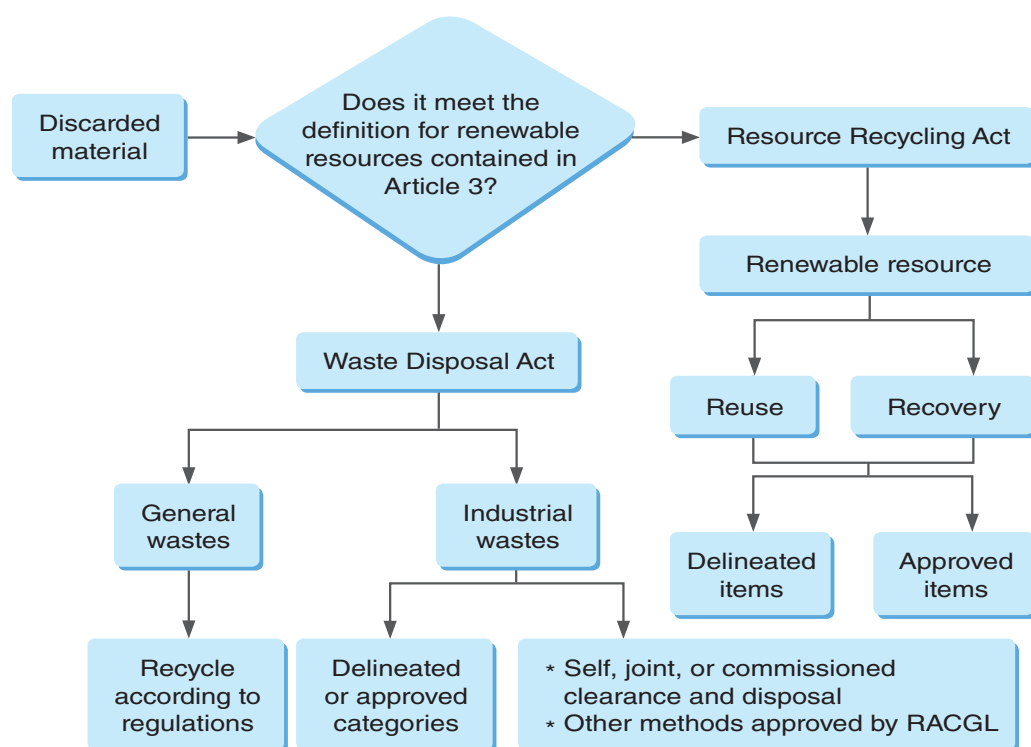 Discarded
material
Does it meet the
definition for renewable
resources contained in
Article 3?
Resource Recycling Act
Renewable resource
Waste Disposal Act
Reuse
Recovery
General
wastes
Industrial
wastes
Delineated
items
Approved
items
Recycle
according to
regulations
Delineated
or approved
categories
* Self, joint, or commissioned
clearance and disposal
* Other methods approved by RACGL